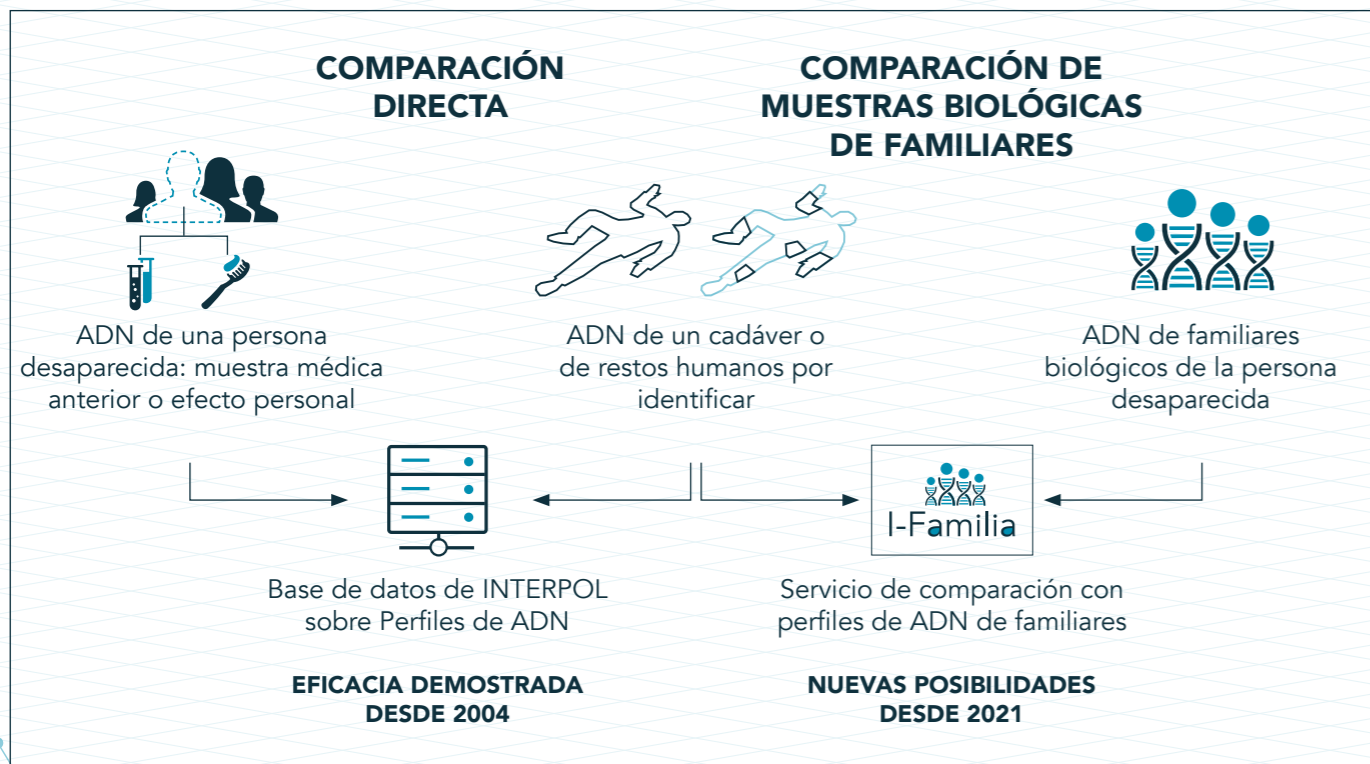 COMPARACIÓN
DIRECTA
COMPARACIÓN DE
MUESTRAS BIOLÓGICAS
DE FAMILIARES
ADN de una persona
desaparecida: muestra médica
anterior o efecto personal
ADN de un cadáver o
de restos humanos por
identificar
ADN de familiares
biológicos de la persona
desaparecida
I-Familia
Base de datos de INTERPOL
sobre Perfiles de ADN
Servicio de comparación con
perfiles de ADN de familiares
EFICACIA DEMOSTRADA
DESDE 2004
NUEVAS POSIBILIDADES
DESDE 2021